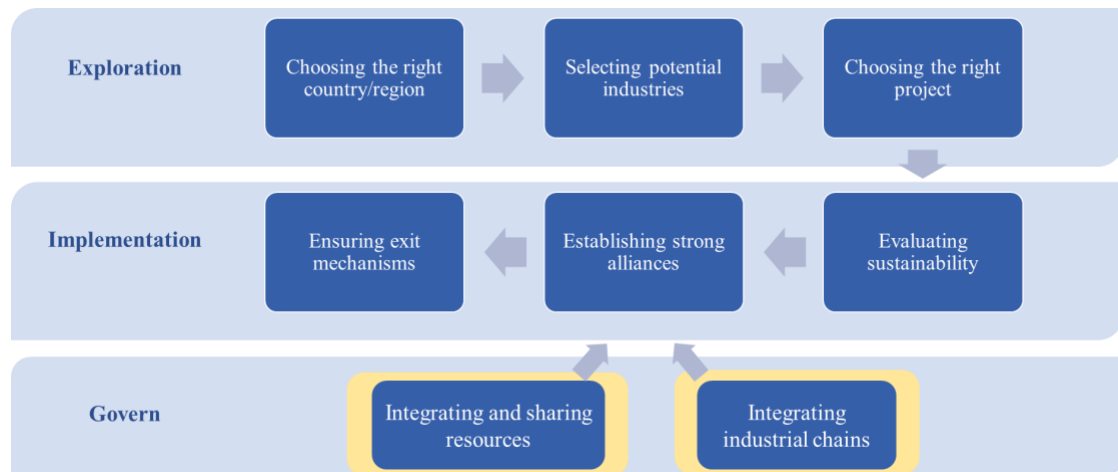 Exploration
Choosing the right
country/region
Selecting potential
industries
Choosing the right
project
Implementation
Ensuring exit
mechanisms
Establishing strong
alliances
Evaluating
sustainability
Govern
Integrating and sharing
resources
Integrating
industrial chains